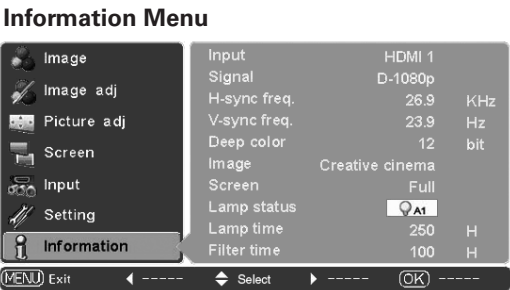 Information Menu
Image
Image adj
Picture adj
Screen
Input
Setting
Information
Input HDMI 1
Signal D-1080p
H-sync freq. 26.9 KHz
V-sync freq. 23.9 Hz
Deep color 12 bit
Image Creative cinema
Screen Full
Lamp status A1
Lamp time 250 H
Filter time 100 H
MENU Exit ----- Select ----- OK -----